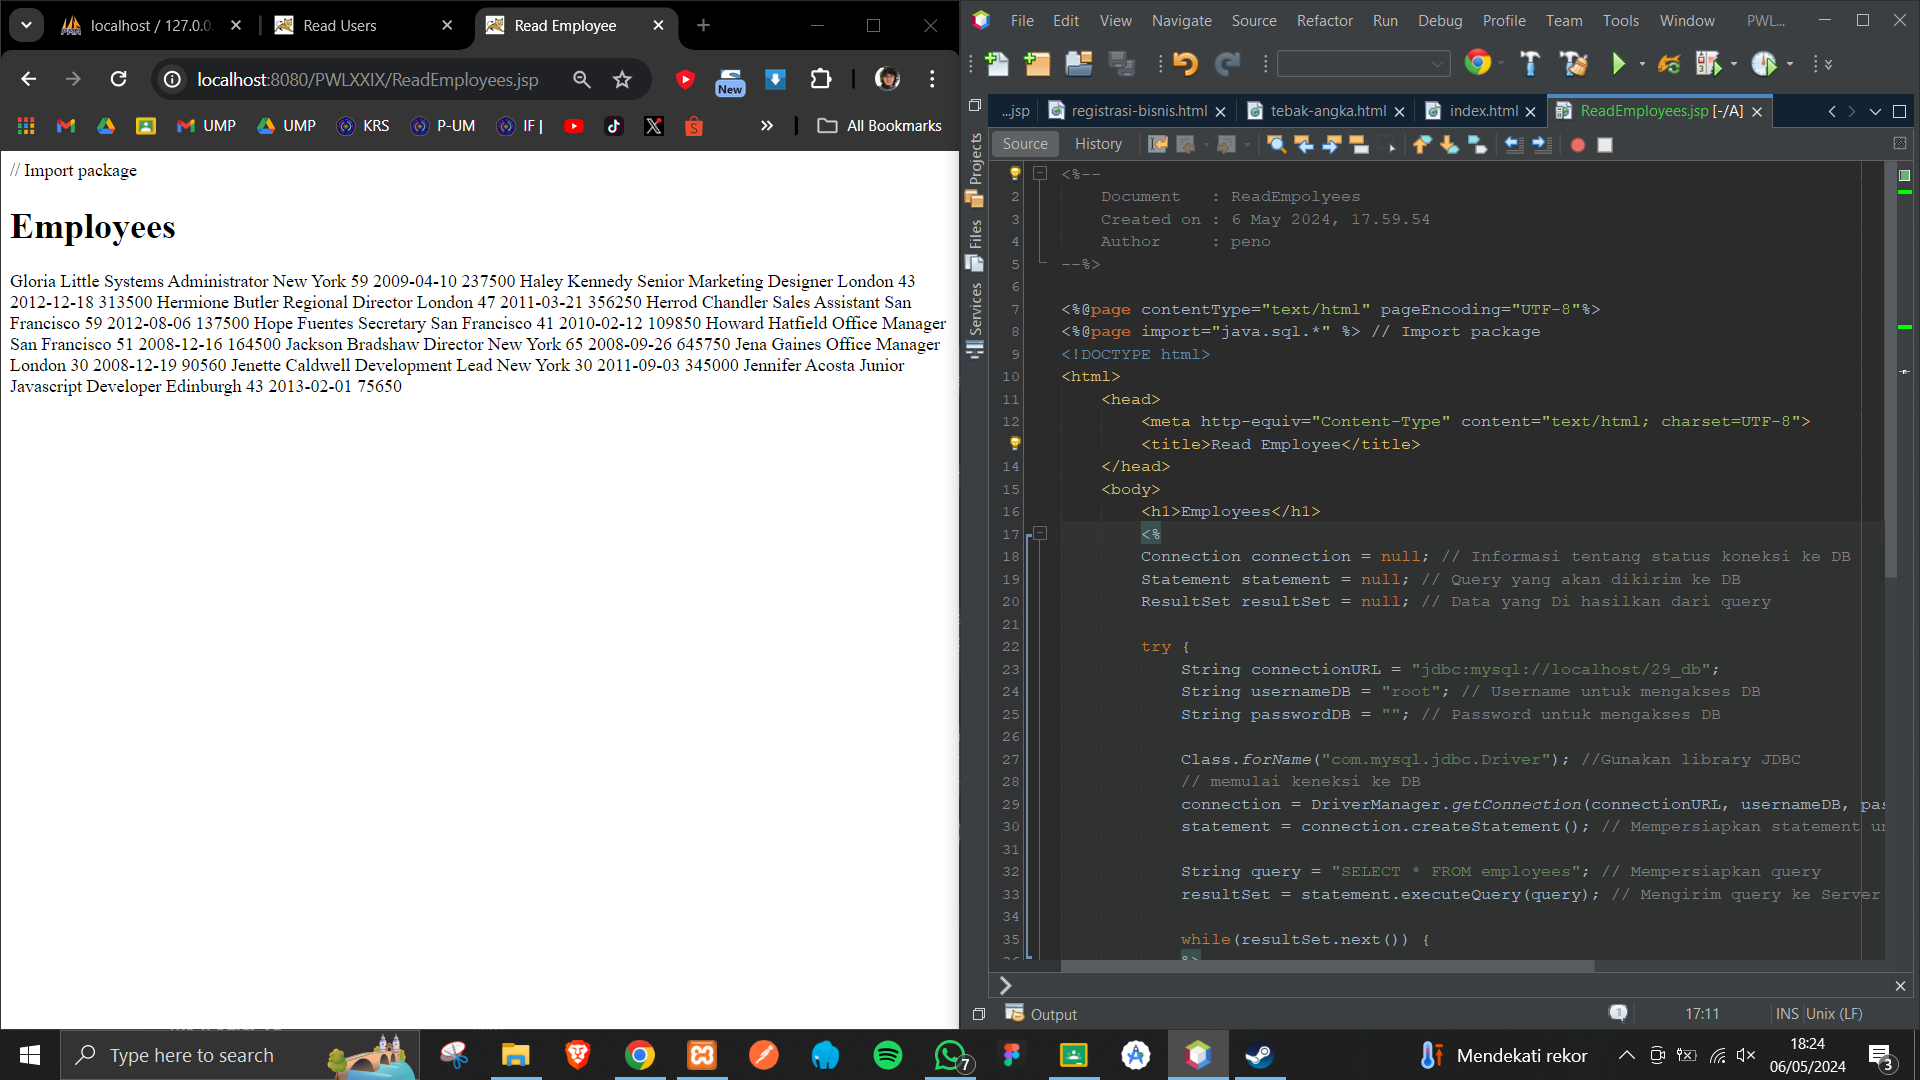 localhost / 127.0.0.
Read Users
Read Employee
localhost:8080/PWLXXIX/ReadEmployees.jsp
New
UMP
UMP
KRS
P-UM
IF |
All Bookmarks
// Import package
Employees
Gloria Little Systems Administrator New York 59 2009-04-10 237500 Haley Kennedy Senior Marketing Designer London 43
2012-12-18 313500 Hermione Butler Regional Director London 47 2011-03-21 356250 Herrod Chandler Sales Assistant San
Francisco 59 2012-08-06 137500 Hope Fuentes Secretary San Francisco 41 2010-02-12 109850 Howard Hatfield Office Manager
San Francisco 51 2008-12-16 164500 Jackson Bradshaw Director New York 65 2008-09-26 645750 Jena Gaines Office Manager
London 30 2008-12-19 90560 Jenette Caldwell Development Lead New York 30 2011-09-03 345000 Jennifer Acosta Junior
Javascript Developer Edinburgh 43 2013-02-01 75650
File Edit View Navigate Source Refactor Run Debug Profile Team Tools Window PWL...
...jsp
registrasi-bisnis.html
tebak-angka.html
index.html
ReadEmployees.jsp [-/A]
Source History
Projects
Files
Services
<%--
2 Document : ReadEmpolyees
3 Created on : 6 May 2024, 17.59.54
4 Author : peno
5 --%>
6
7 <%@page contentType="text/html" pageEncoding="UTF-8"%>
8 <%@page import="java.sql.*" %> // Import package
9 <!DOCTYPE html>
10 <html>
11 <head>
12 <meta http-equiv="Content-Type" content="text/html; charset=UTF-8">
<title>Read Employee</title>
14 </head>
15 <body>
16 <h1>Employees</h1>
17 <%
18 Connection connection = null; // Informasi tentang status koneksi ke DB
19 Statement statement = null; // Query yang akan dikirim ke DB
20 ResultSet resultSet = null; // Data yang Di hasilkan dari query
21
22 try {
23 String connectionURL = "jdbc:mysql://localhost/29_db";
24 String usernameDB = "root"; // Username untuk mengakses DB
25 String passwordDB = ""; // Password untuk mengakses DB
26
27 Class.forName("com.mysql.jdbc.Driver"); //Gunakan library JDBC
28 // memulai keneksi ke DB
29 connection = DriverManager.getConnection(connectionURL, usernameDB, pas
30 statement = connection.createStatement(); // Mempersiapkan statement un
31
32 String query = "SELECT * FROM employees"; // Mempersiapkan query
33 resultSet = statement.executeQuery(query); // Mengirim query ke Server
34
35 while(resultSet.next()) {
Output
1
17:11
INS Unix (LF)
Type here to search
7
Mendekati rekor
18:24
06/05/2024
3